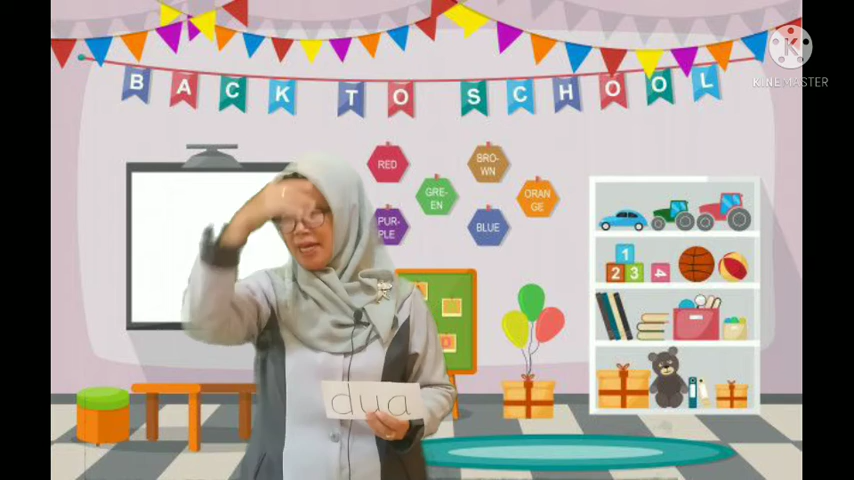 KINEMASTER
BACK TO SCHOOL
RED
BRO-
WN
GRE-
EN
ORAN
GE
PUR-
PLE
BLUE
1
2 3 4
dua